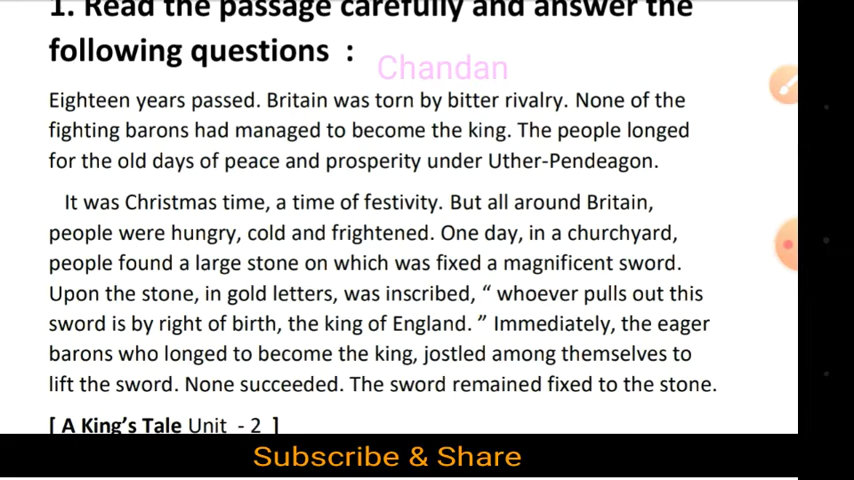 1. Read the passage carefully and answer the
following questions :
Chandan
Eighteen years passed. Britain was torn by bitter rivalry. None of the
fighting barons had managed to become the king. The people longed
for the old days of peace and prosperity under Uther-Pendeagon.
It was Christmas time, a time of festivity. But all around Britain,
people were hungry, cold and frightened. One day, in a churchyard,
people found a large stone on which was fixed a magnificent sword.
Upon the stone, in gold letters, was inscribed, “ whoever pulls out this
sword is by right of birth, the king of England. ” Immediately, the eager
barons who longed to become the king, jostled among themselves to
lift the sword. None succeeded. The sword remained fixed to the stone.
[ A King’s Tale Unit - 2 ]
Subscribe & Share